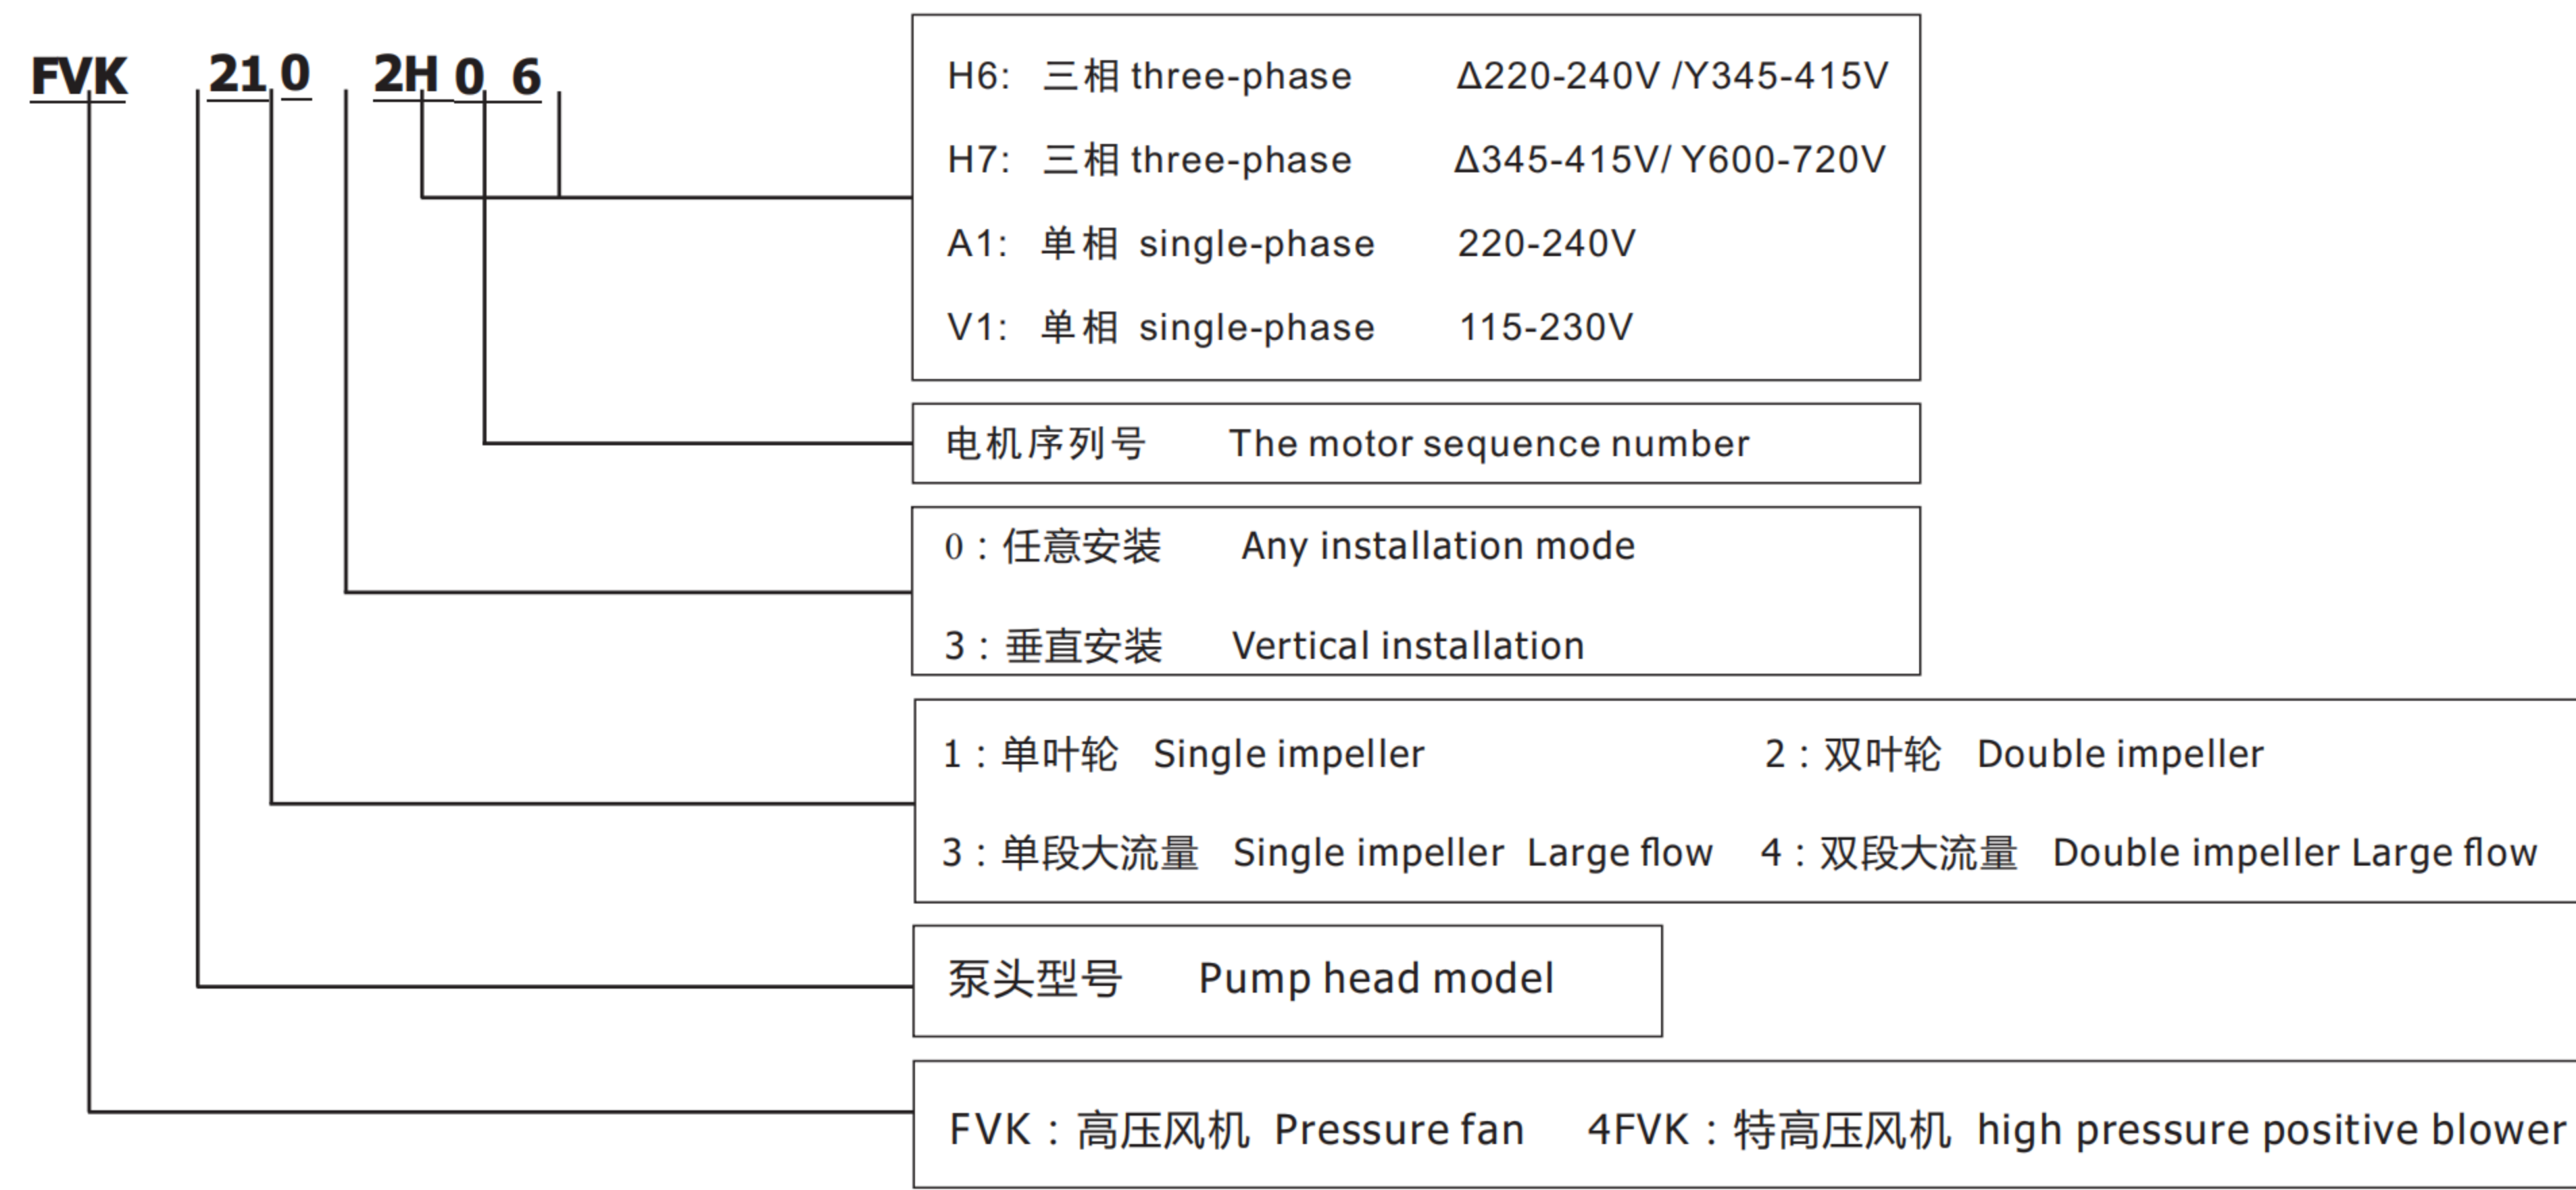 FVK 210 2H06
H6: 三相 three-phase Δ220-240V /Y345-415V
H7: 三相 three-phase Δ345-415V/ Y600-720V
A1: 单相 single-phase 220-240V
V1: 单相 single-phase 115-230V
电机序列号 The motor sequence number
0：任意安装 Any installation mode
3：垂直安装 Vertical installation
1：单叶轮 Single impeller 2：双叶轮 Double impeller
3：单段大流量 Single impeller Large flow 4：双段大流量 Double impeller Large flow
泵头型号 Pump head model
FVK：高压风机 Pressure fan 4FVK：特高压风机 high pressure positive blower